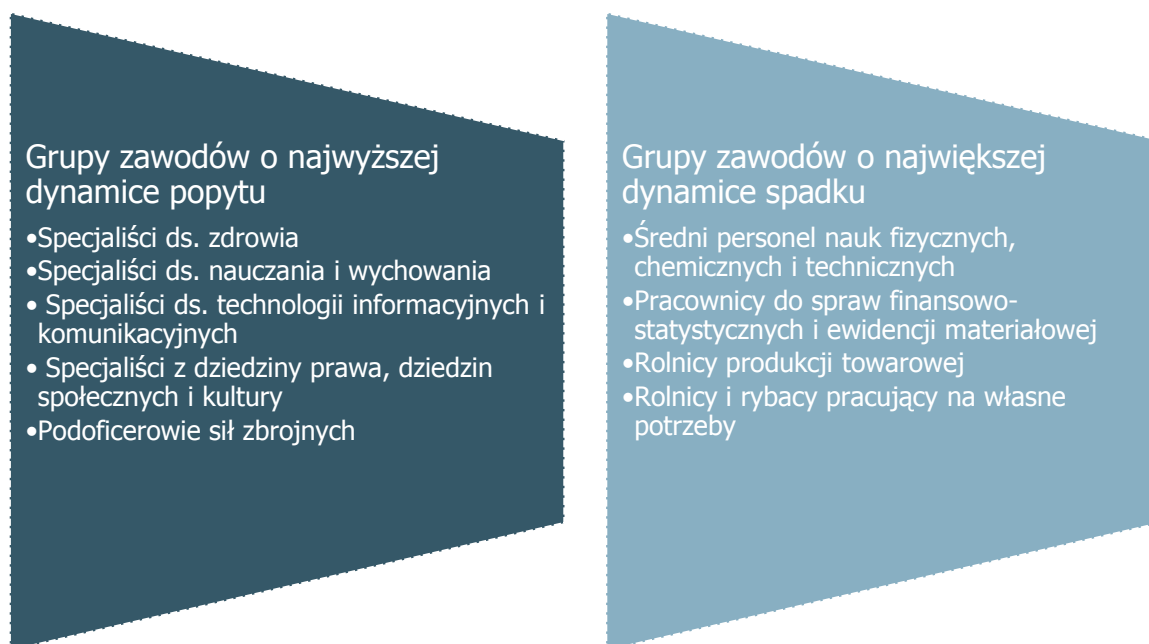 Grupy zawodów o najwyższej
dynamice popytu
•Specjaliści ds. zdrowia
•Specjaliści ds. nauczania i wychowania
• Specjaliści ds. technologii informacyjnych i
komunikacyjnych
• Specjaliści z dziedziny prawa, dziedzin
społecznych i kultury
•Podoficerowie sił zbrojnych
Grupy zawodów o największej
dynamice spadku
•Średni personel nauk fizycznych,
chemicznych i technicznych
•Pracownicy do spraw finansowo-
statystycznych i ewidencji materiałowej
•Rolnicy produkcji towarowej
•Rolnicy i rybacy pracujący na własne
potrzeby